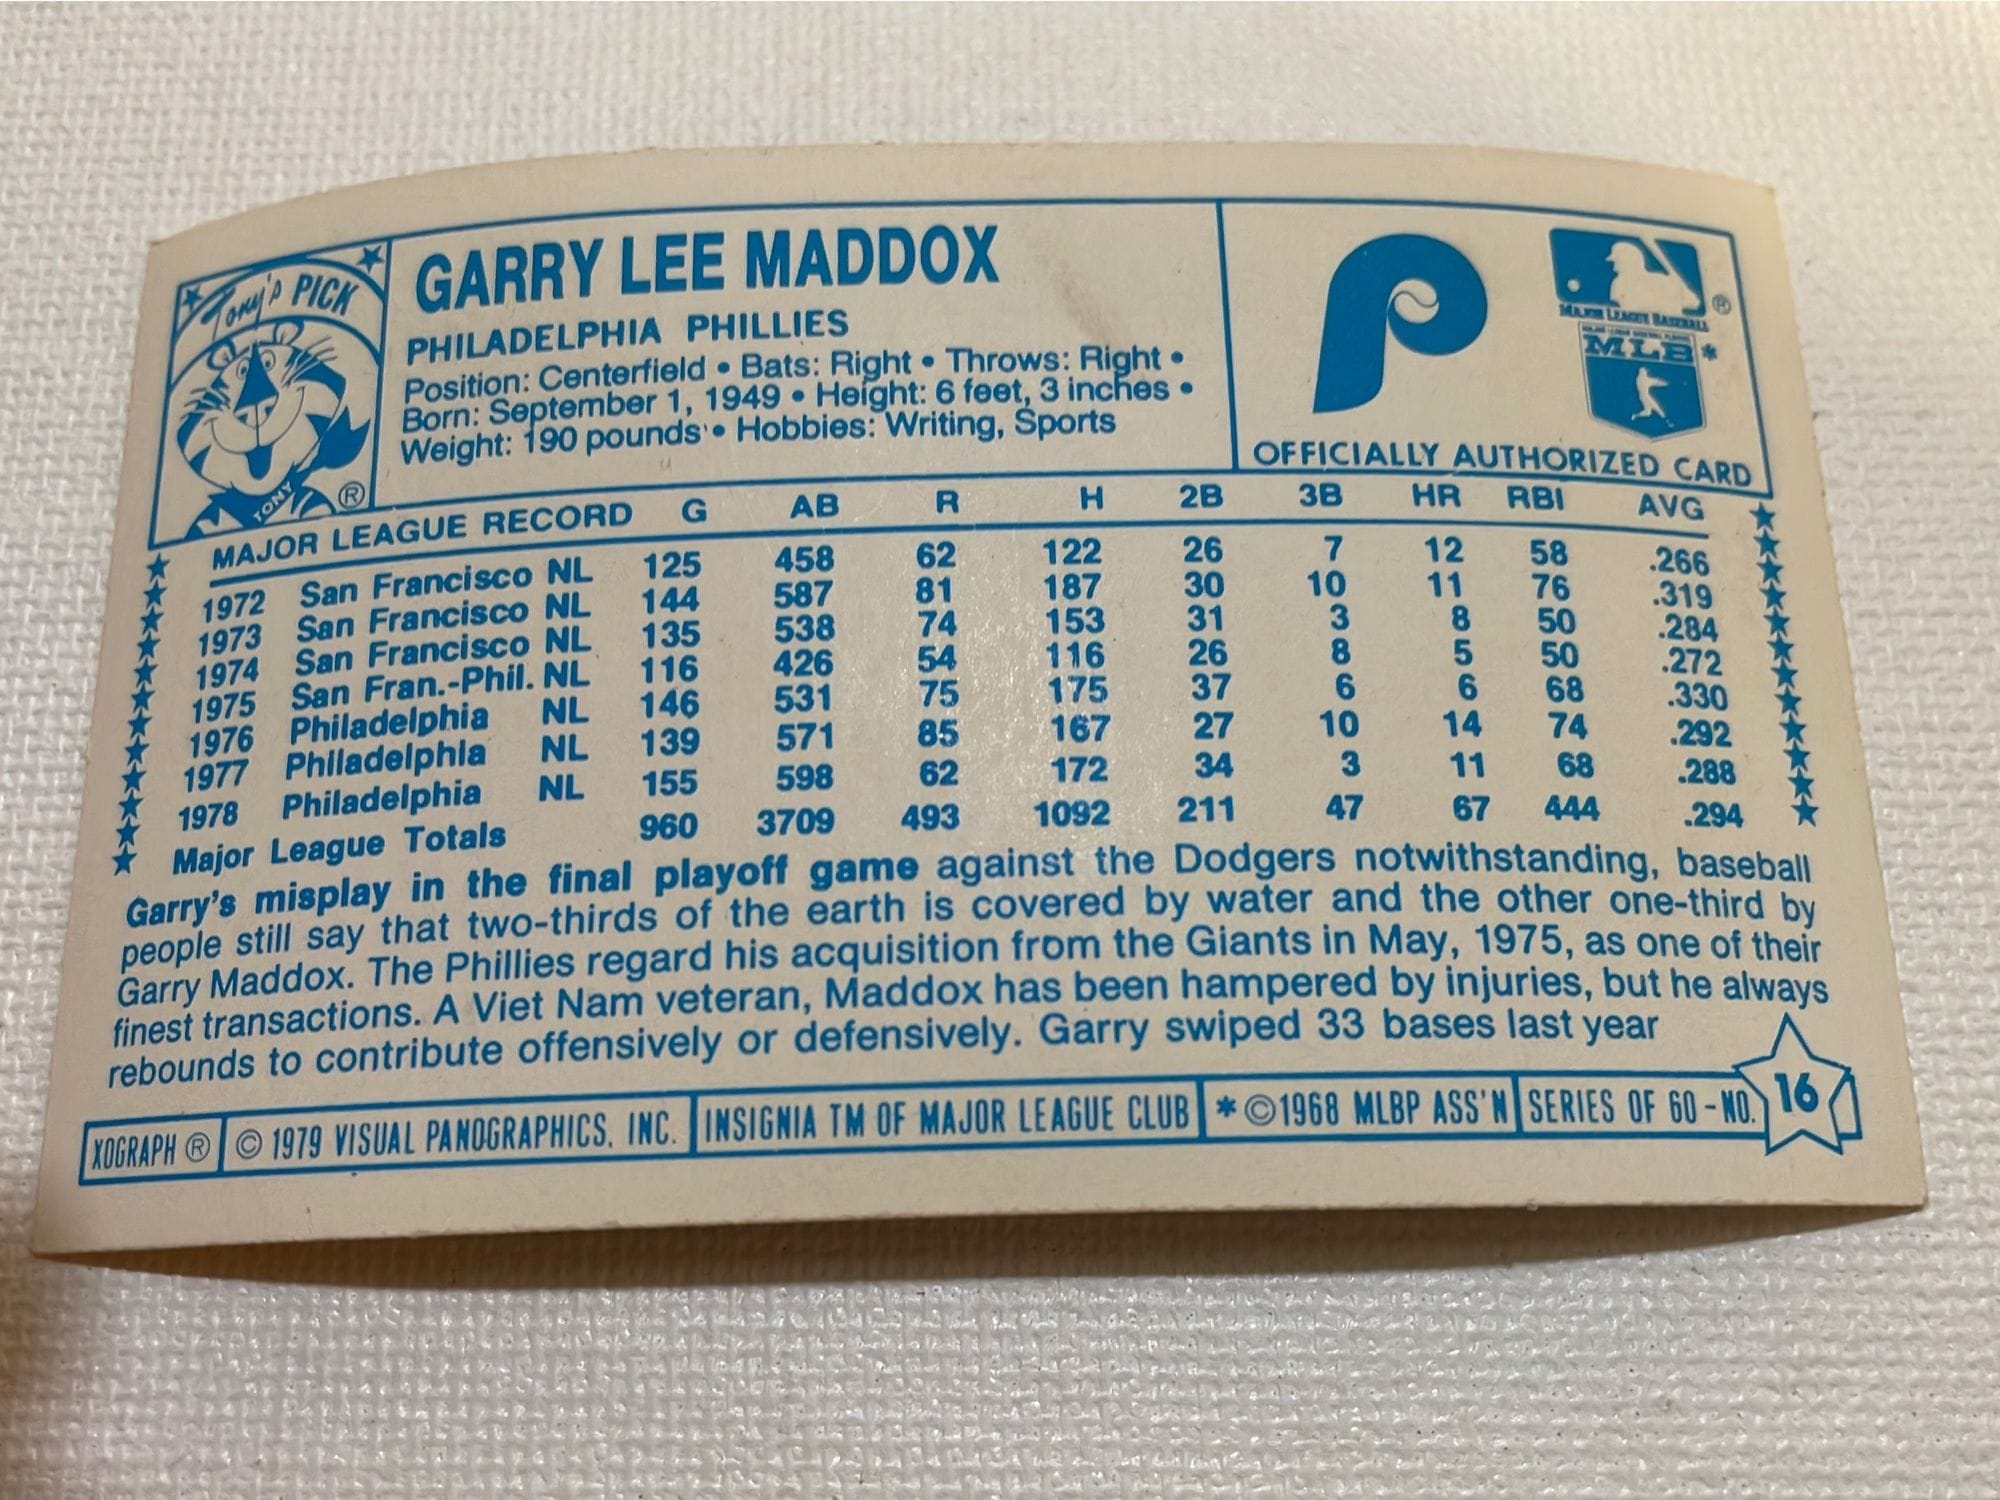 Tony's PICK
TONY ®
GARRY LEE MADDOX
PHILADELPHIA PHILLIES
Position: Centerfield • Bats: Right • Throws: Right •
Born: September 1, 1949 • Height: 6 feet, 3 inches •
Weight: 190 pounds • Hobbies: Writing, Sports
P
MAJOR LEAGUE BASEBALL ®
MLB *
OFFICIALLY AUTHORIZED CARD
MAJOR LEAGUE RECORD G AB R H 2B 3B HR RBI AVG
1972 San Francisco NL 125 458 62 122 26 7 12 58 .266
1973 San Francisco NL 144 587 81 187 30 10 11 76 .319
1974 San Francisco NL 135 538 74 153 31 3 8 50 .284
1975 San Fran.-Phil. NL 116 426 54 116 26 8 5 50 .272
1976 Philadelphia NL 146 531 75 175 37 6 6 68 .330
1977 Philadelphia NL 139 571 85 167 27 10 14 74 .292
1978 Philadelphia NL 155 598 62 172 34 3 11 68 .288
Major League Totals 960 3709 493 1092 211 47 67 444 .294
Garry's misplay in the final playoff game against the Dodgers notwithstanding, baseball
people still say that two-thirds of the earth is covered by water and the other one-third by
Garry Maddox. The Phillies regard his acquisition from the Giants in May, 1975, as one of their
finest transactions. A Viet Nam veteran, Maddox has been hampered by injuries, but he always
rebounds to contribute offensively or defensively. Garry swiped 33 bases last year
XOGRAPH ® © 1979 VISUAL PANOGRAPHICS, INC. INSIGNIA TM OF MAJOR LEAGUE CLUB * © 1968 MLBP ASS'N SERIES OF 60 - NO. 16